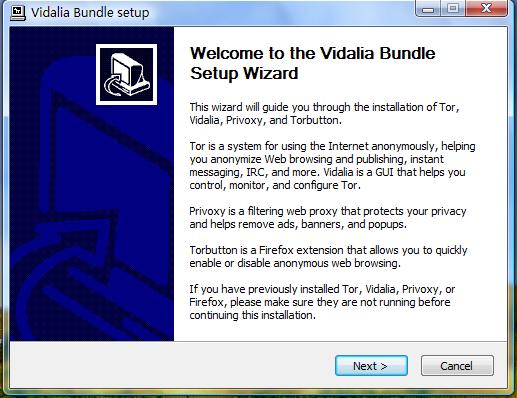 Vidalia Bundle setup
Welcome to the Vidalia Bundle
Setup Wizard
This wizard will guide you through the installation of Tor,
Vidalia, Privoxy, and Torbutton.
Tor is a system for using the Internet anonymously, helping
you anonymize Web browsing and publishing, instant
messaging, IRC, and more. Vidalia is a GUI that helps you
control, monitor, and configure Tor.
Privoxy is a filtering web proxy that protects your privacy
and helps remove ads, banners, and popups.
Torbutton is a Firefox extension that allows you to quickly
enable or disable anonymous web browsing.
If you have previously installed Tor, Vidalia, Privoxy, or
Firefox, please make sure they are not running before
continuing this installation.
Next >
Cancel